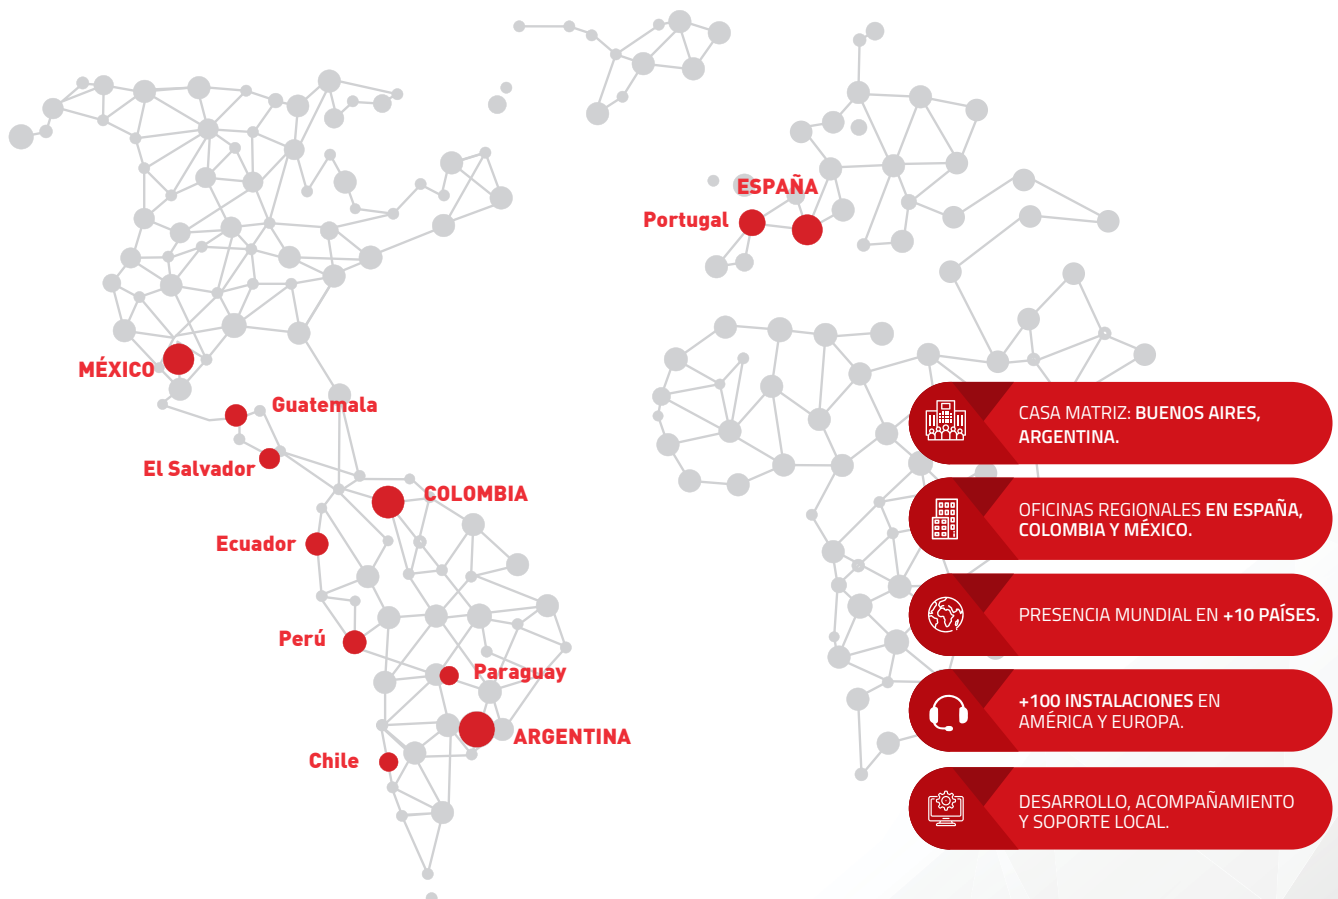 ESPAÑA
Portugal
MÉXICO
Guatemala
El Salvador
COLOMBIA
Ecuador
Perú
Paraguay
ARGENTINA
Chile
CASA MATRIZ: BUENOS AIRES,
ARGENTINA.
OFICINAS REGIONALES EN ESPAÑA,
COLOMBIA Y MÉXICO.
PRESENCIA MUNDIAL EN +10 PAÍSES.
+100 INSTALACIONES EN
AMÉRICA Y EUROPA.
DESARROLLO, ACOMPAÑAMIENTO
Y SOPORTE LOCAL.